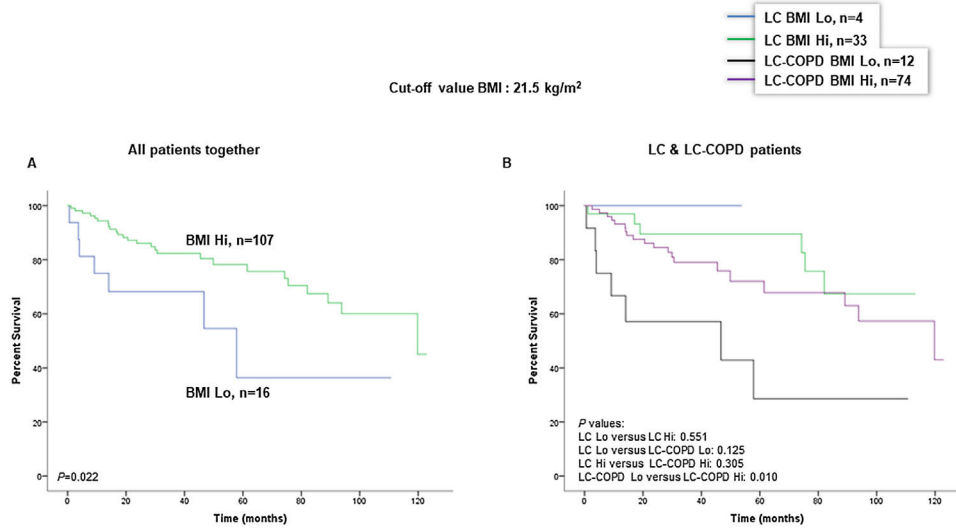 LC BMI Lo, n=4
LC BMI Hi, n=33
LC-COPD BMI Lo, n=12
LC-COPD BMI Hi, n=74
Cut-off value BMI : 21.5 kg/m²
A
All patients together
B
LC & LC-COPD patients
Percent Survival
100
80
60
40
20
0
BMI Hi, n=107
BMI Lo, n=16
P=0.022
0 20 40 60 80 100 120
Time (months)
Percent Survival
100
80
60
40
20
0
P values:
LC Lo versus LC Hi: 0.551
LC Lo versus LC-COPD Lo: 0.125
LC Hi versus LC-COPD Hi: 0.305
LC-COPD Lo versus LC-COPD Hi: 0.010
0 20 40 60 80 100 120
Time (months)